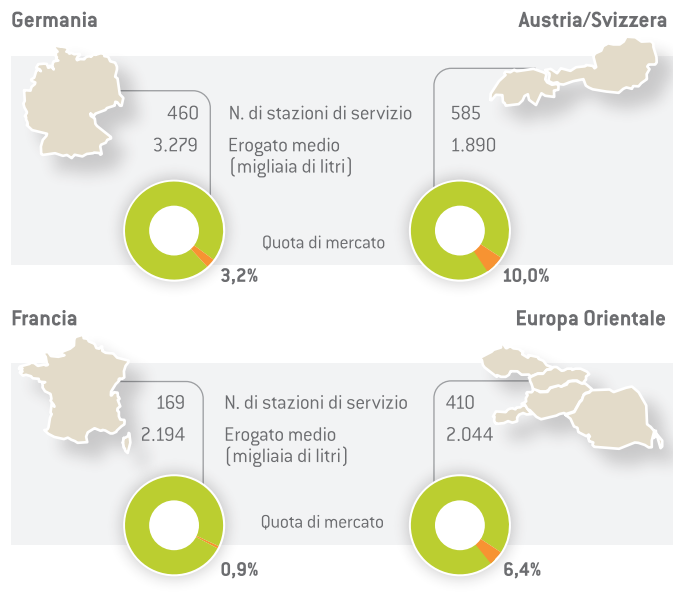 Germania
Austria/Svizzera
460 N. di stazioni di servizio 585
3.279 Erogato medio 1.890
(migliaia di litri)
Quota di mercato
3,2% 10,0%
Francia
Europa Orientale
169 N. di stazioni di servizio 410
2.194 Erogato medio 2.044
(migliaia di litri)
Quota di mercato
0,9% 6,4%